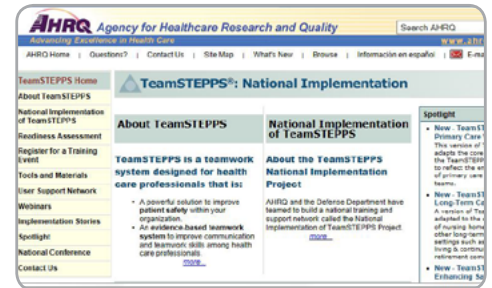 AHRQ Agency for Healthcare Research and Quality
Search AHRQ
Advancing Excellence in Health Care
www.ahr
AHRQ Home | Questions? | Contact Us | Site Map | What's New | Browse | Información en español | E-ma
TeamSTEPPS Home
About TeamSTEPPS
National Implementation
of TeamSTEPPS
Readiness Assessment
Register for a Training
Event
Tools and Materials
User Support Network
Webinars
Implementation Stories
Spotlight
National Conference
Contact Us
TeamSTEPPS®: National Implementation
About TeamSTEPPS
TeamSTEPPS is a teamwork
system designed for health
care professionals that is:
• A powerful solution to improve
patient safety within your
organization.
• An evidence-based teamwork
system to improve communication
and teamwork skills among health
care professionals.
more...
National Implementation
of TeamSTEPPS
About the TeamSTEPPS
National Implementation
Project
AHRQ and the Defense Department have
teamed to build a national training and
support network called the National
Implementation of TeamSTEPPS Project.
more...
Spotlight
• New - TeamST
Primary Care
This version of
adapts the core
the TeamSTEPP
to reflect the en
of primary care
teams.
• New - TeamST
Long-Term Ca
A version of Tea
adapted to the
of nursing home
other long-term
settings such as
living & continui
retirement com
• New - TeamST
Enhancing Sa